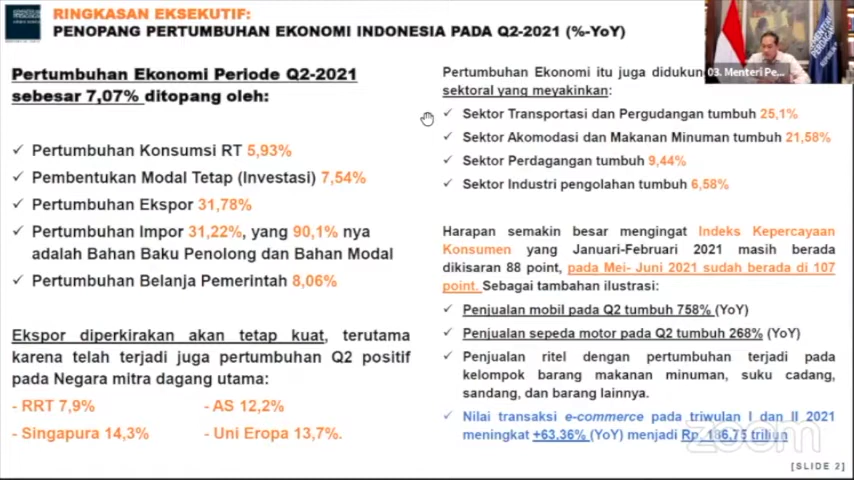 RINGKASAN EKSEKUTIF:
PENOPANG PERTUMBUHAN EKONOMI INDONESIA PADA Q2-2021 (%-YoY)
03. Menteri Pe...
Pertumbuhan Ekonomi Periode Q2-2021
sebesar 7,07% ditopang oleh:
✓ Pertumbuhan Konsumsi RT 5,93%
✓ Pembentukan Modal Tetap (Investasi) 7,54%
✓ Pertumbuhan Ekspor 31,78%
✓ Pertumbuhan Impor 31,22%, yang 90,1% nya
adalah Bahan Baku Penolong dan Bahan Modal
✓ Pertumbuhan Belanja Pemerintah 8,06%
Ekspor diperkirakan akan tetap kuat, terutama
karena telah terjadi juga pertumbuhan Q2 positif
pada Negara mitra dagang utama:
- RRT 7,9% - AS 12,2%
- Singapura 14,3% - Uni Eropa 13,7%.
Pertumbuhan Ekonomi itu juga
sektoral yang meyakinkan:
✓ Sektor Transportasi dan Pergudangan tumbuh 25,1%
✓ Sektor Akomodasi dan Makanan Minuman tumbuh 21,58%
✓ Sektor Perdagangan tumbuh 9,44%
✓ Sektor Industri pengolahan tumbuh 6,58%
Harapan semakin besar mengingat Indeks Kepercayaan
Konsumen yang Januari-Februari 2021 masih berada
dikisaran 88 point, pada Mei- Juni 2021 sudah berada di 107
point. Sebagai tambahan ilustrasi:
✓ Penjualan mobil pada Q2 tumbuh 758% (YoY)
✓ Penjualan sepeda motor pada Q2 tumbuh 268% (YoY)
✓ Penjualan ritel dengan pertumbuhan terjadi pada
kelompok barang makanan minuman, suku cadang,
sandang, dan barang lainnya.
✓ Nilai transaksi e-commerce pada triwulan I dan II 2021
meningkat +63,36% (YoY) menjadi Rp. 186,75 triliun
zoom
[SLIDE 2]